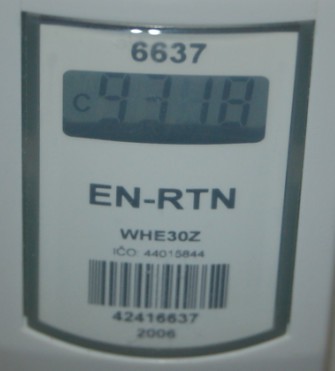 6637
C 9718
EN-RTN
WHE30Z
IČO: 44015844
42416637
2006